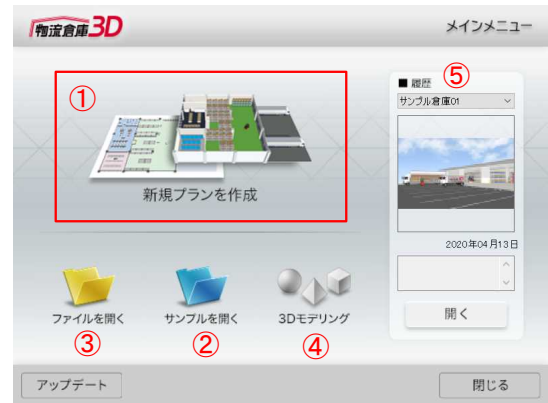 物流倉庫3D
メインメニュー
①
新規プランを作成
■ 履歴 ⑤
サンプル倉庫01
2020年04月13日
開く
ファイルを開く
サンプルを開く
3Dモデリング
③
②
④
アップデート
閉じる